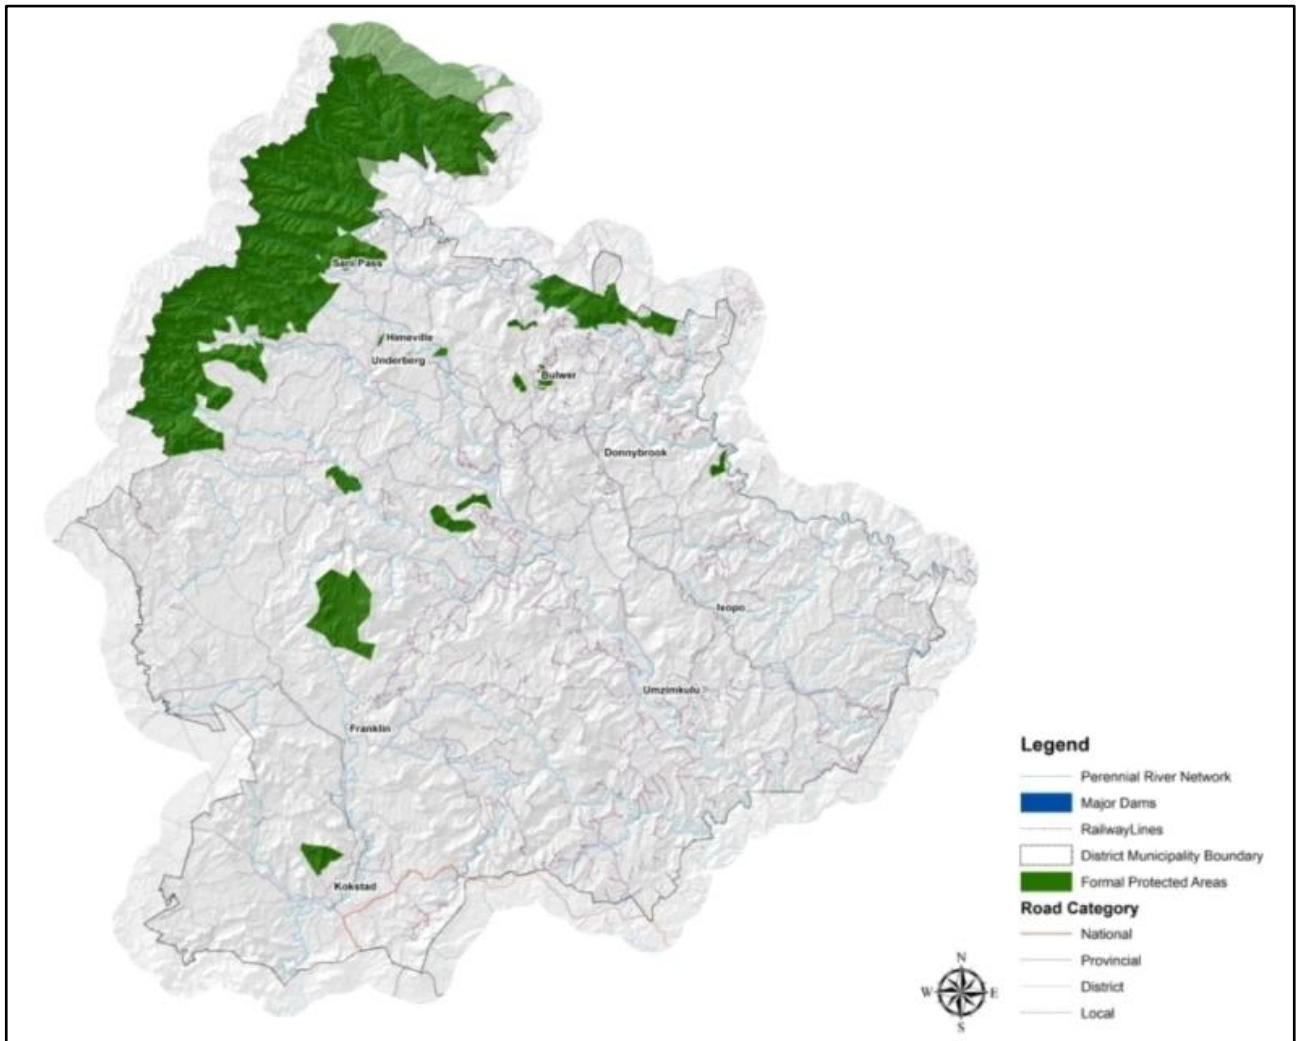 Sani Pass
Himeville
Underberg
Bulwer
Donnybrook
Ixopo
Umzimkulu
Franklin
Kokstad
Legend
Perennial River Network
Major Dams
RailwayLines
District Municipality Boundary
Formal Protected Areas
Road Category
National
Provincial
District
Local
N
W E
S